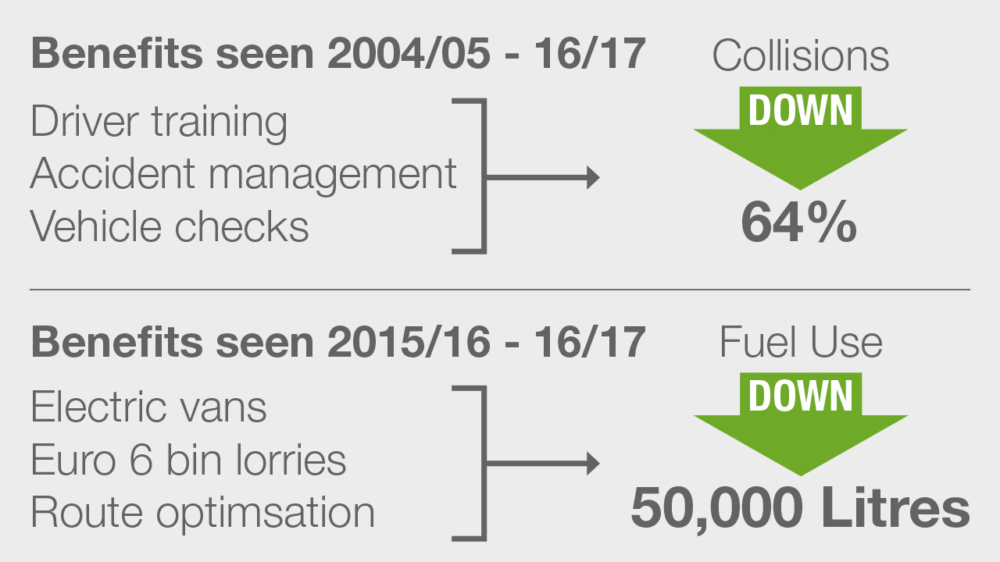 Benefits seen 2004/05 - 16/17
Driver training
Accident management
Vehicle checks
Collisions
DOWN
64%
Benefits seen 2015/16 - 16/17
Electric vans
Euro 6 bin lorries
Route optimsation
Fuel Use
DOWN
50,000 Litres